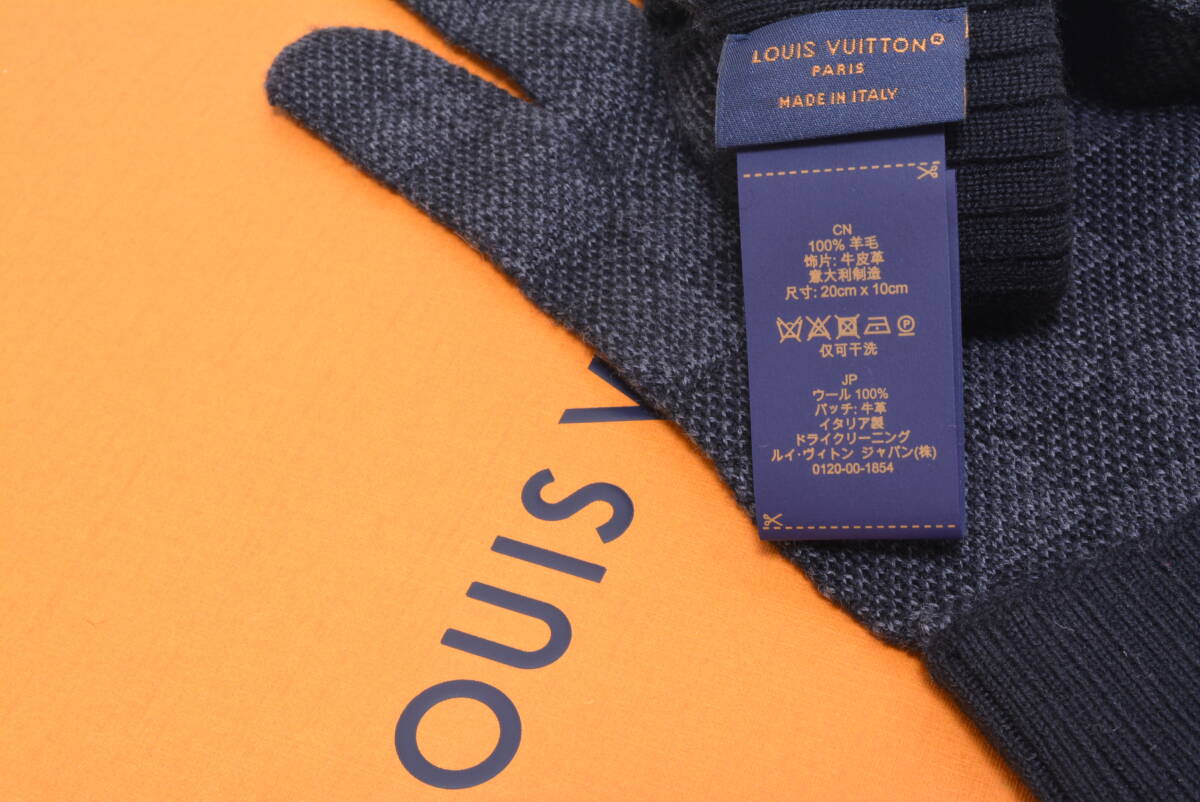 LOUIS VUITTON®
PARIS
MADE IN ITALY
CN
100% 羊毛
饰片: 牛皮革
意大利制造
尺寸: 20cm x 10cm
P
仅可干洗
JP
ウール 100%
パッチ: 牛革
イタリア製
ドライクリーニング
ルイ･ヴィトン ジャパン(株)
0120-00-1854
OUIS V